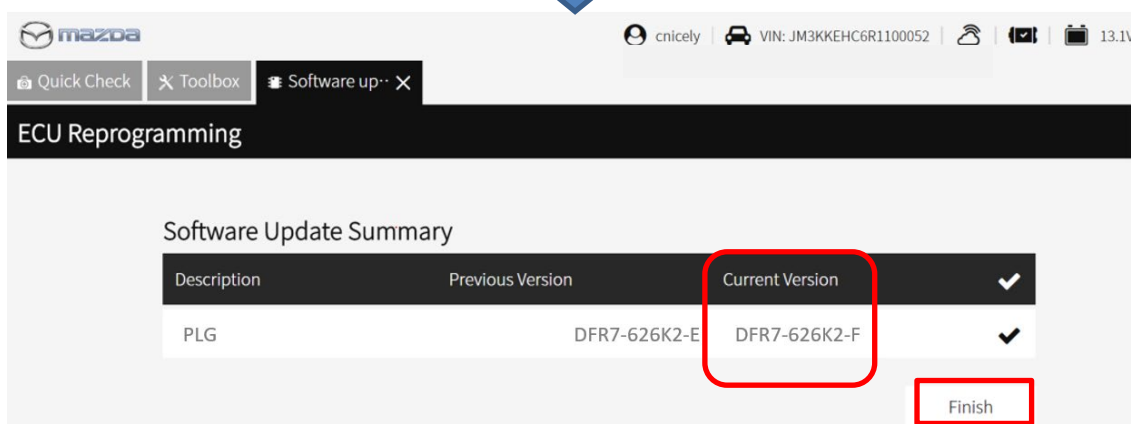 mazda cnicely VIN: JM3KKEHC6R1100052 13.1V
Quick Check Toolbox Software up··
ECU Reprogramming
Software Update Summary
Description Previous Version Current Version
PLG DFR7-626K2-E DFR7-626K2-F
Finish